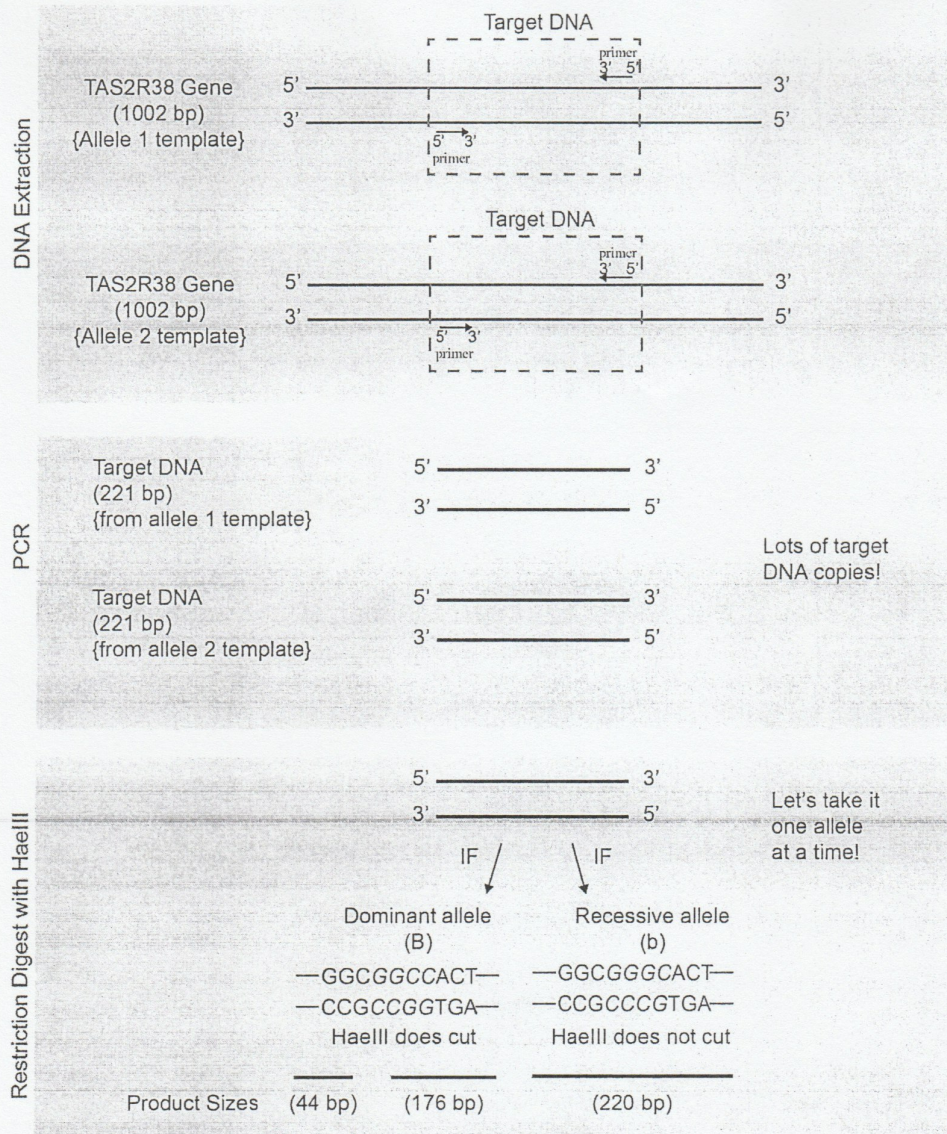 DNA Extraction
Target DNA
primer
3' 5'
TAS2R38 Gene
(1002 bp)
{Allele 1 template}
5' 3'
3' 5'
5' 3'
primer
Target DNA
primer
3' 5'
TAS2R38 Gene
(1002 bp)
{Allele 2 template}
5' 3'
3' 5'
5' 3'
primer
PCR
Target DNA
(221 bp)
{from allele 1 template}
5' 3'
3' 5'
Lots of target
DNA copies!
Target DNA
(221 bp)
{from allele 2 template}
5' 3'
3' 5'
Restriction Digest with HaeIII
5' 3'
3' 5'
Let's take it
one allele
at a time!
IF IF
Dominant allele
(B)
GGCGGCCACT
CCGCCGGTGA
HaeIII does cut
Recessive allele
(b)
GGCGGGCACT
CCGCCCGTGA
HaeIII does not cut
Product Sizes (44 bp) (176 bp) (220 bp)